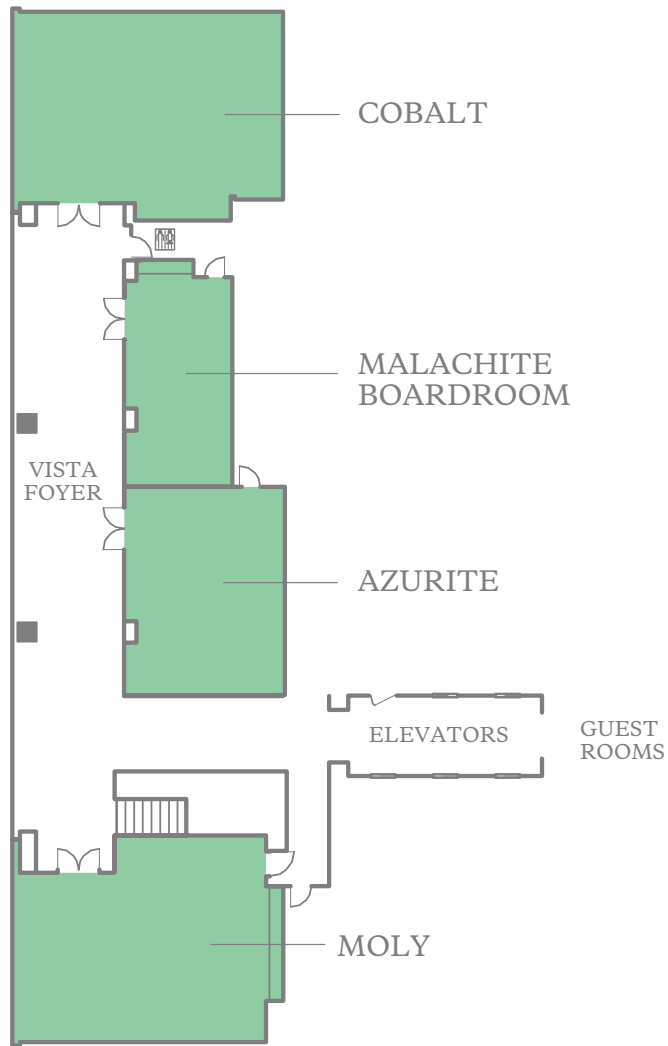 COBALT
MALACHITE
BOARDROOM
VISTA
FOYER
AZURITE
ELEVATORS
GUEST
ROOMS
MOLY